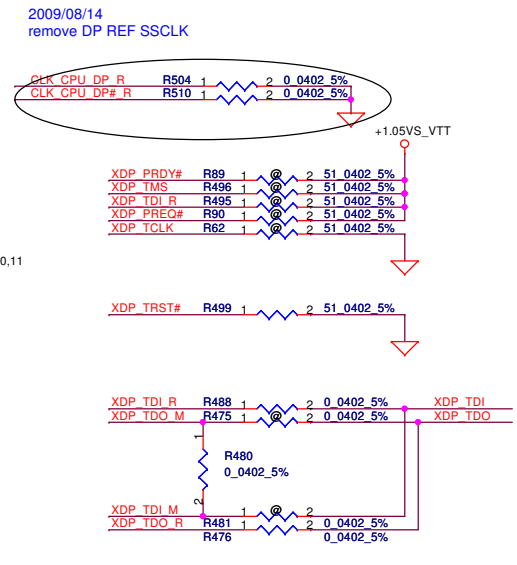 2009/08/14
remove DP REF SSCLK
CLK_CPU_DP_R R504 1 2 0_0402_5%
CLK_CPU_DP#_R R510 1 2 0_0402_5%
+1.05VS_VTT
XDP_PRDY# R89 1 @ 2 51_0402_5%
XDP_TMS R496 1 @ 2 51_0402_5%
XDP_TDI_R R495 1 @ 2 51_0402_5%
XDP_PREQ# R90 1 @ 2 51_0402_5%
XDP_TCLK R62 1 @ 2 51_0402_5%
0,11
XDP_TRST# R499 1 2 51_0402_5%
XDP_TDI_R R488 1 2 0_0402_5% XDP_TDI
XDP_TDO_M R475 1 @ 2 0_0402_5% XDP_TDO
1
R480
0_0402_5%
2
XDP_TDI_M 1 @ 2
XDP_TDO_R R481 1 2 0_0402_5%
R476 0_0402_5%